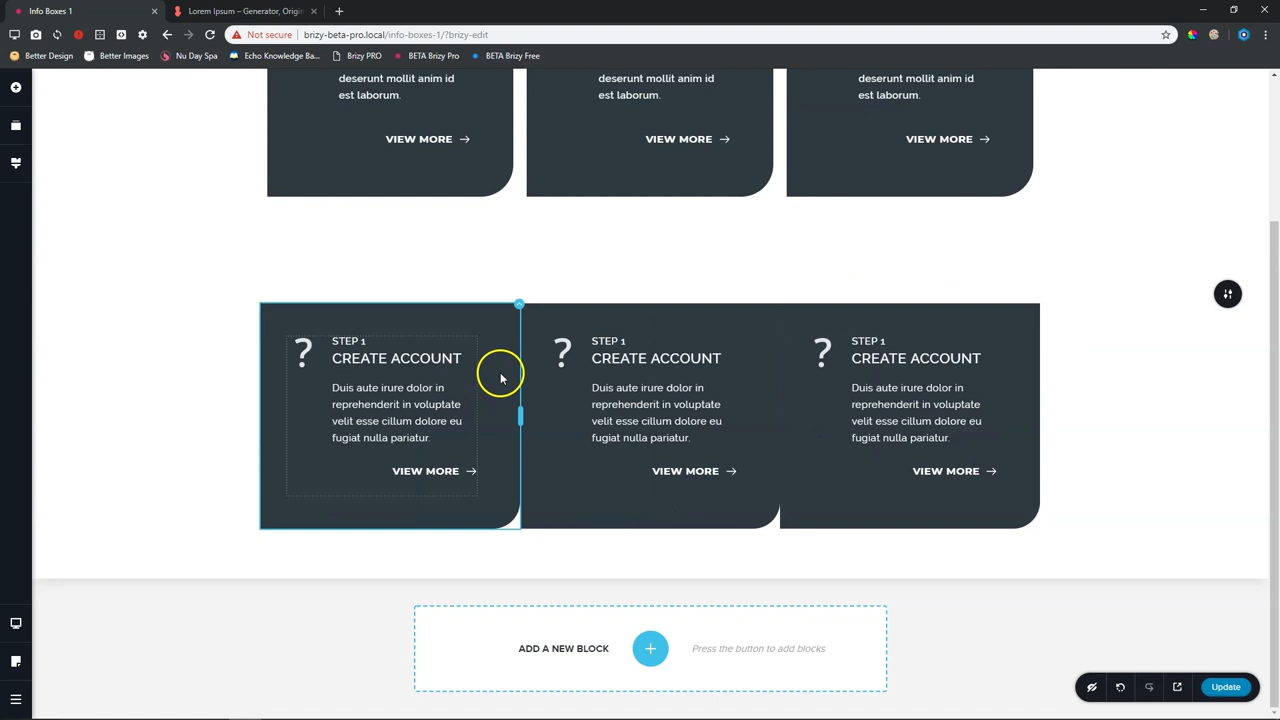 Info Boxes 1
Lorem Ipsum – Generator, Origin
Not secure
brizy-beta-pro.local/info-boxes-1/?brizy-edit
Better Design
Better Images
Nu Day Spa
Echo Knowledge Ba...
Brizy PRO
BETA Brizy Pro
BETA Brizy Free
deserunt mollit anim id
est laborum.
VIEW MORE
deserunt mollit anim id
est laborum.
VIEW MORE
deserunt mollit anim id
est laborum.
VIEW MORE
?
STEP 1
CREATE ACCOUNT
Duis aute irure dolor in
reprehenderit in voluptate
velit esse cillum dolore eu
fugiat nulla pariatur.
VIEW MORE
?
STEP 1
CREATE ACCOUNT
Duis aute irure dolor in
reprehenderit in voluptate
velit esse cillum dolore eu
fugiat nulla pariatur.
VIEW MORE
?
STEP 1
CREATE ACCOUNT
Duis aute irure dolor in
reprehenderit in voluptate
velit esse cillum dolore eu
fugiat nulla pariatur.
VIEW MORE
ADD A NEW BLOCK
Press the button to add blocks
Update